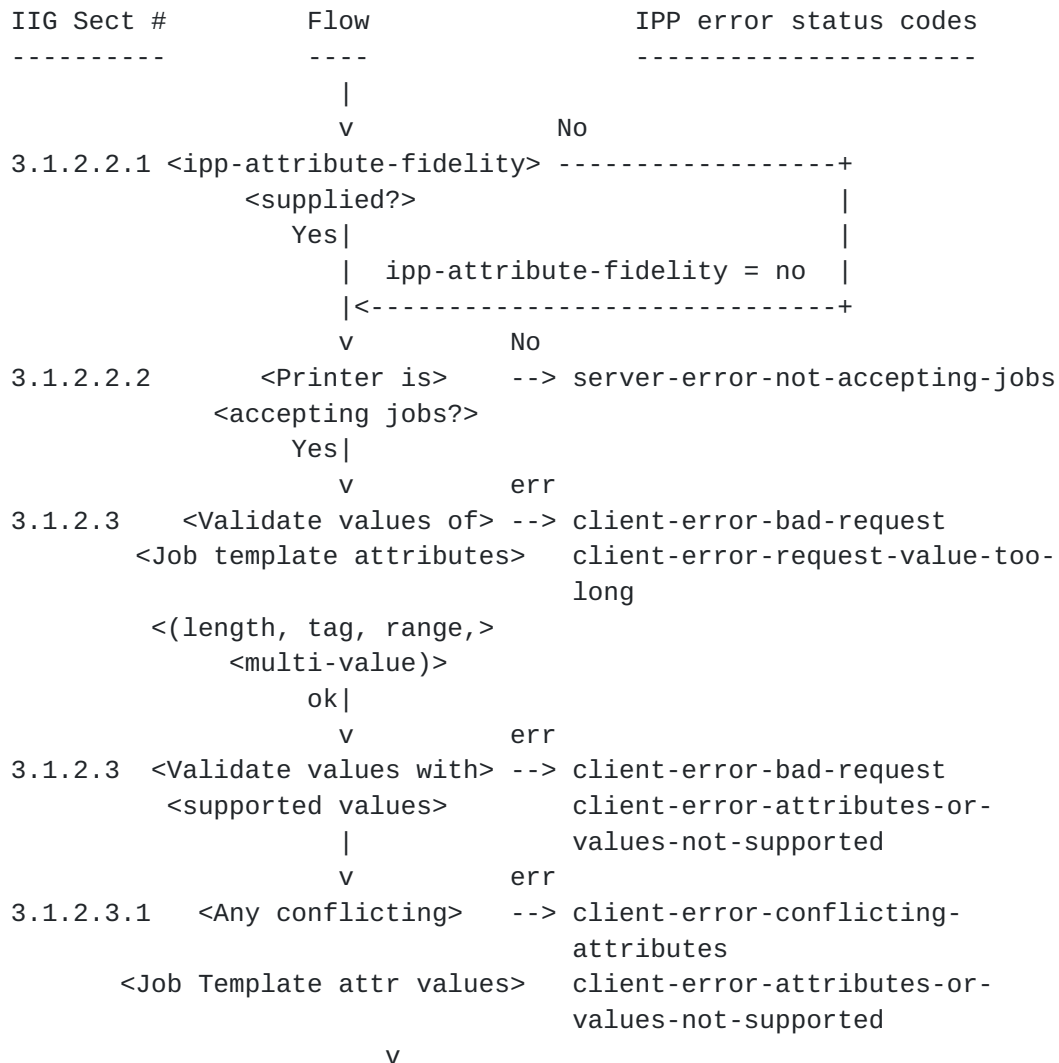 IIG Sect #         Flow                 IPP error status codes
----------         ----                 ----------------------
                     |
                     v             No
3.1.2.2.1 <ipp-attribute-fidelity> ------------------+
               <supplied?>                           |
                  Yes|                               |
                     |  ipp-attribute-fidelity = no  |
                     |<------------------------------+
                     v          No
3.1.2.2.2       <Printer is>    --> server-error-not-accepting-jobs
             <accepting jobs?>
                  Yes|
                     v          err
3.1.2.3    <Validate values of> --> client-error-bad-request
        <Job template attributes>   client-error-request-value-too-
                                    long
         <(length, tag, range,>
              <multi-value)>
                   ok|
                     v          err
3.1.2.3  <Validate values with> --> client-error-bad-request
          <supported values>        client-error-attributes-or-
                     |              values-not-supported
                     v          err
3.1.2.3.1   <Any conflicting>   --> client-error-conflicting-
                                    attributes
       <Job Template attr values>   client-error-attributes-or-
                                    values-not-supported
                        v